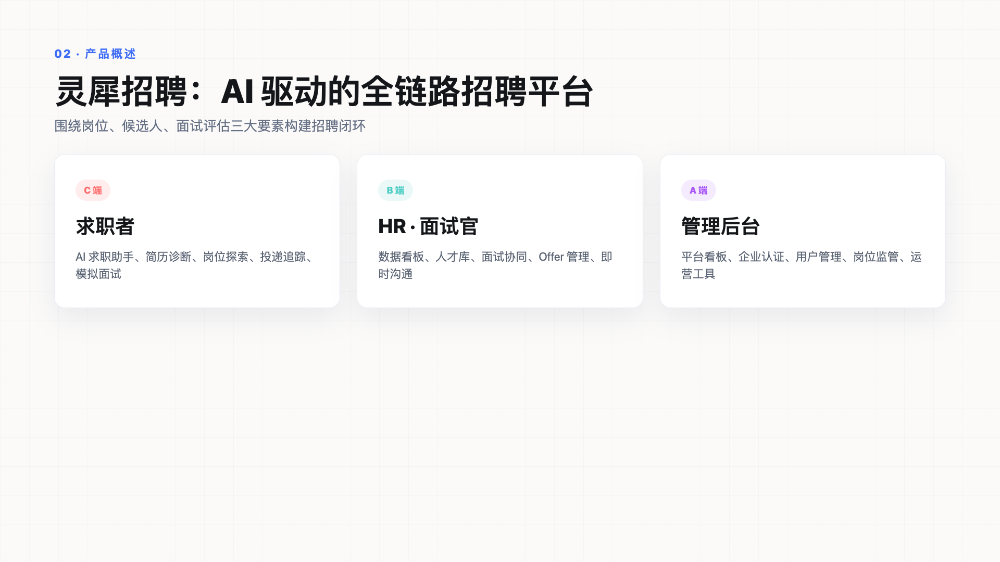 02 · 产品概述
灵犀招聘：AI 驱动的全链路招聘平台
围绕岗位、候选人、面试评估三大要素构建招聘闭环
C 端
求职者
AI 求职助手、简历诊断、岗位探索、投递追踪、
模拟面试
B 端
HR · 面试官
数据看板、人才库、面试协同、Offer 管理、即
时沟通
A 端
管理后台
平台看板、企业认证、用户管理、岗位监管、运
营工具